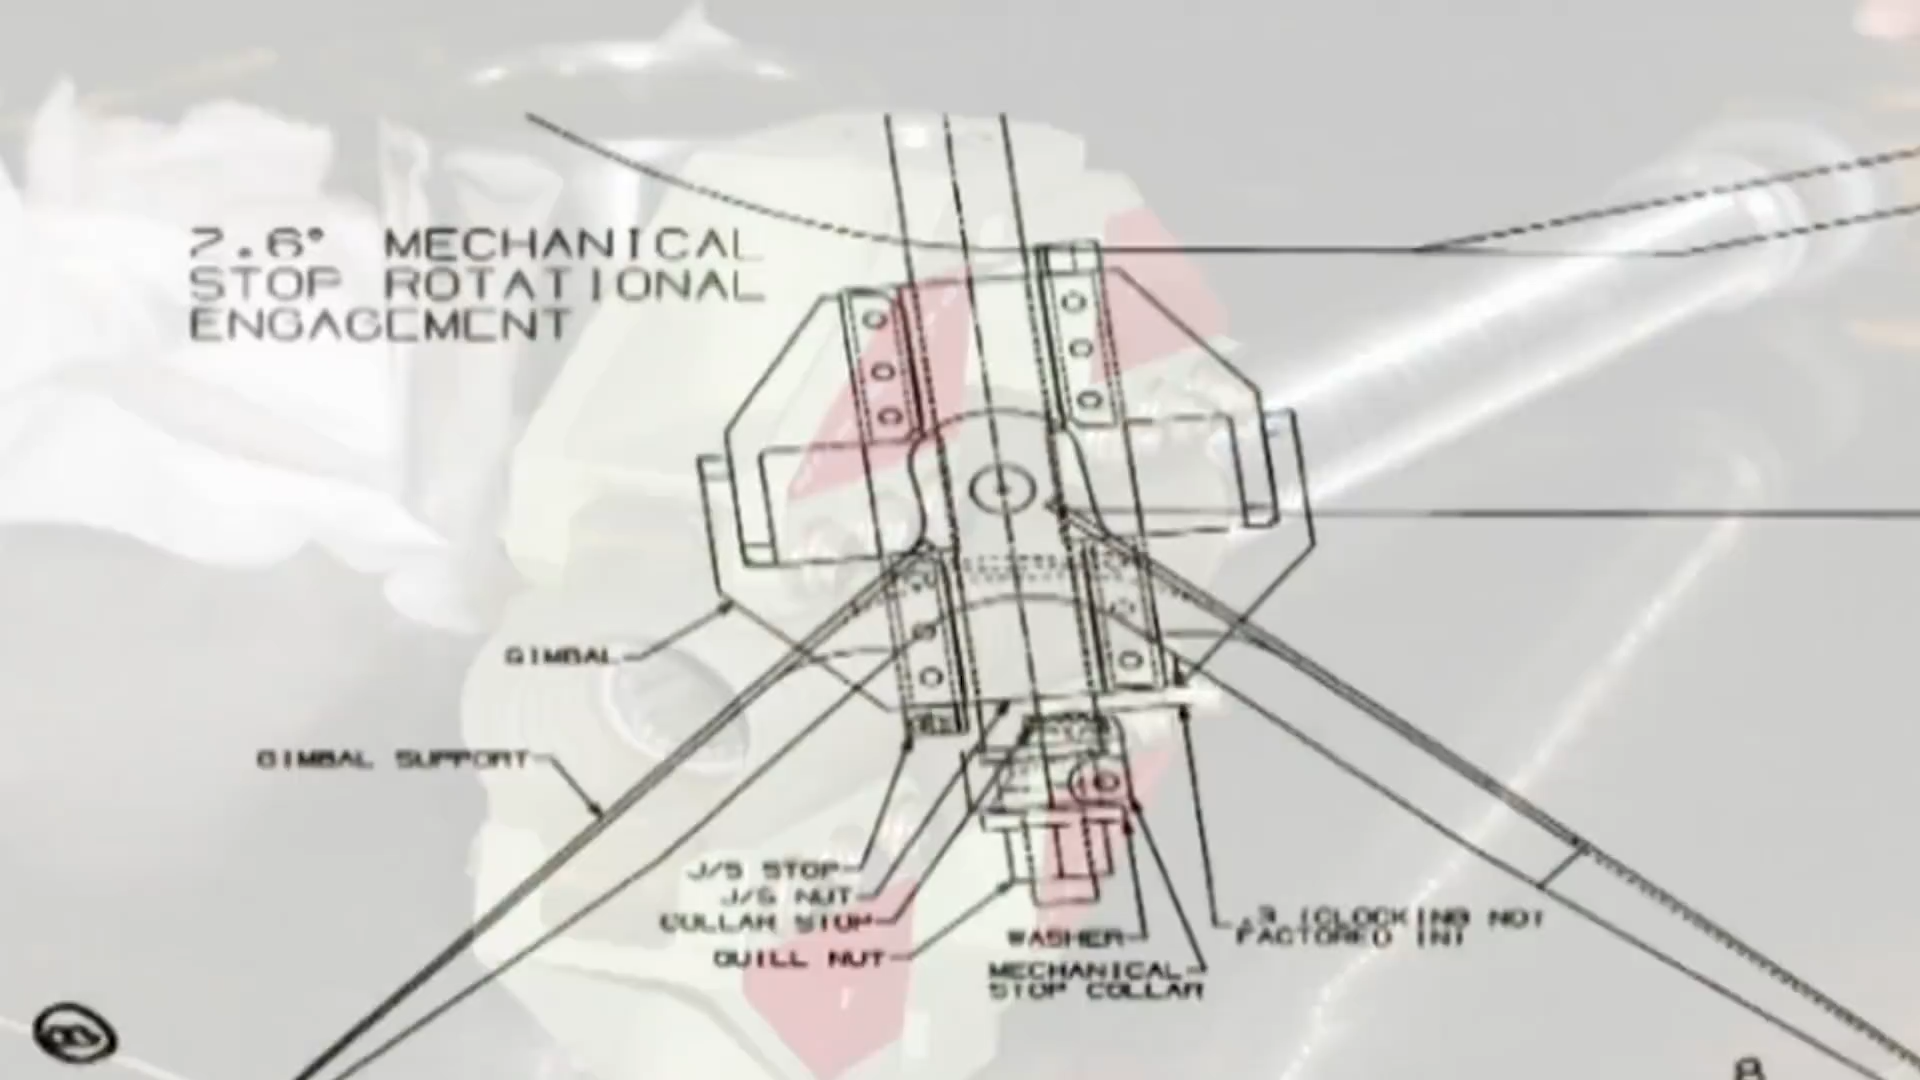 7.6° MECHANICAL
STOP ROTATIONAL
ENGAGEMENT
GIMBAL
GIMBAL SUPPORT
J/S STOP
J/S NUT
COLLAR STOP
QUILL NUT
WASHER
MECHANICAL
STOP COLLAR
.3 (CLOCKING NOT
FACTORED IN)